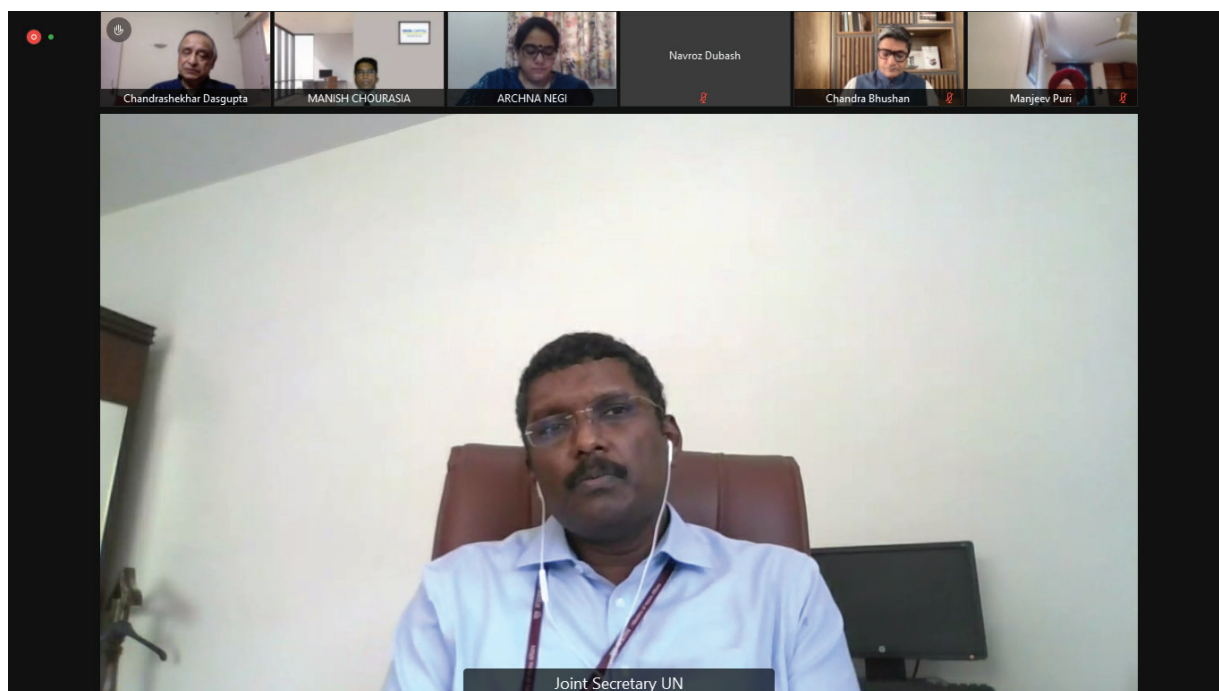 Chandrashekhar Dasgupta
MANISH CHOURASIA
ARCHNA NEGI
Navroz Dubash
Chandra Bhushan
Manjeev Puri
Joint Secretary UN